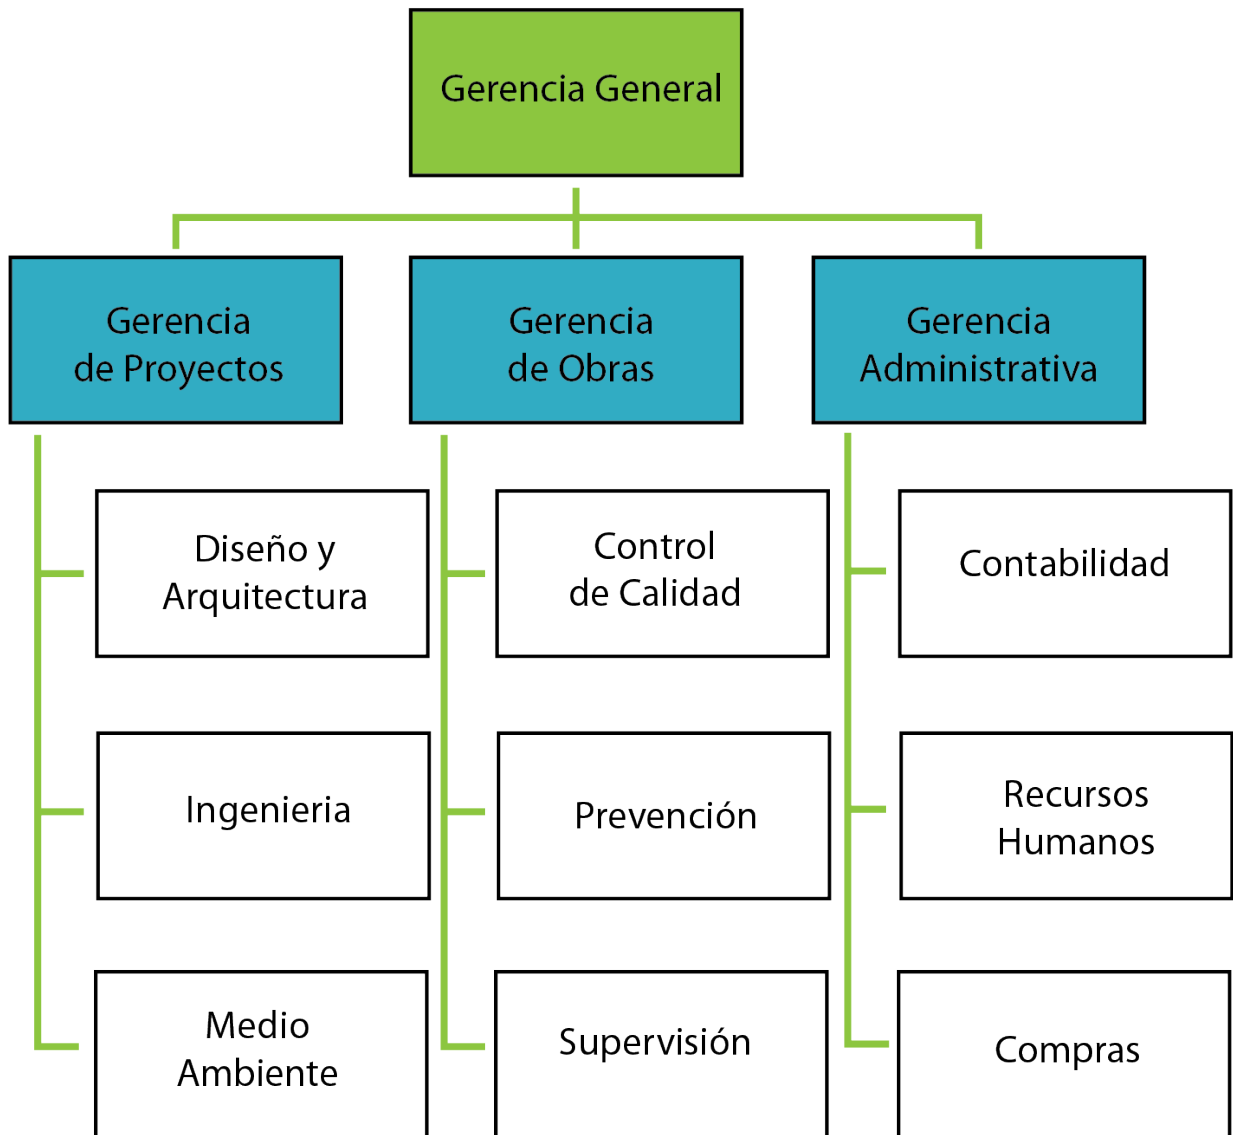 Gerencia General
Gerencia
de Proyectos
Gerencia
de Obras
Gerencia
Administrativa
Diseño y
Arquitectura
Control
de Calidad
Contabilidad
Ingenieria
Prevención
Recursos
Humanos
Medio
Ambiente
Supervisión
Compras